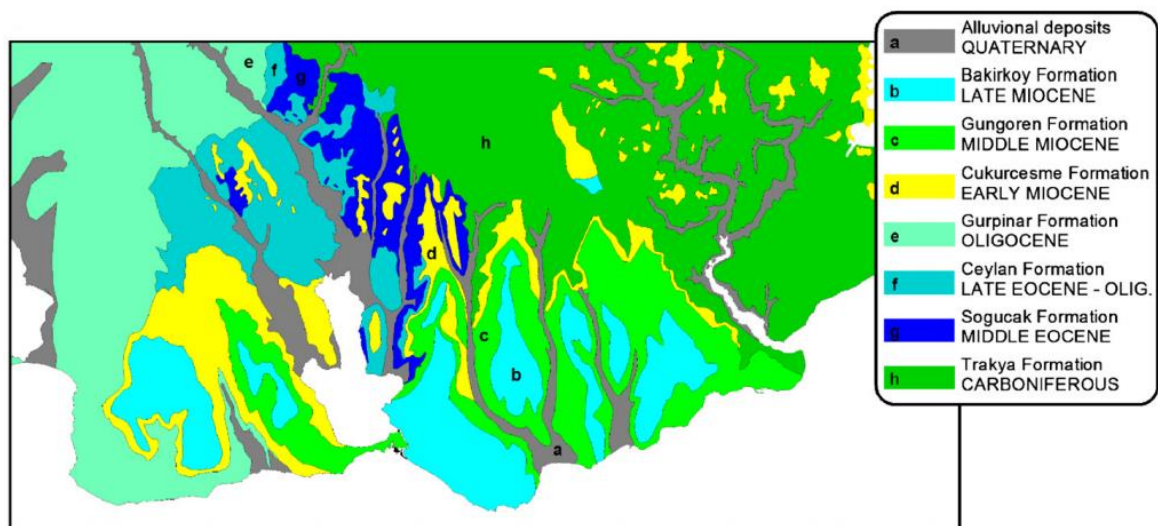 a Alluvional deposits
QUATERNARY
b Bakirkoy Formation
LATE MIOCENE
c Gungoren Formation
MIDDLE MIOCENE
d Cukurcesme Formation
EARLY MIOCENE
e Gurpinar Formation
OLIGOCENE
f Ceylan Formation
LATE EOCENE - OLIG.
g Sogucak Formation
MIDDLE EOCENE
h Trakya Formation
CARBONIFEROUS
e
f
g
h
d
c
b
a